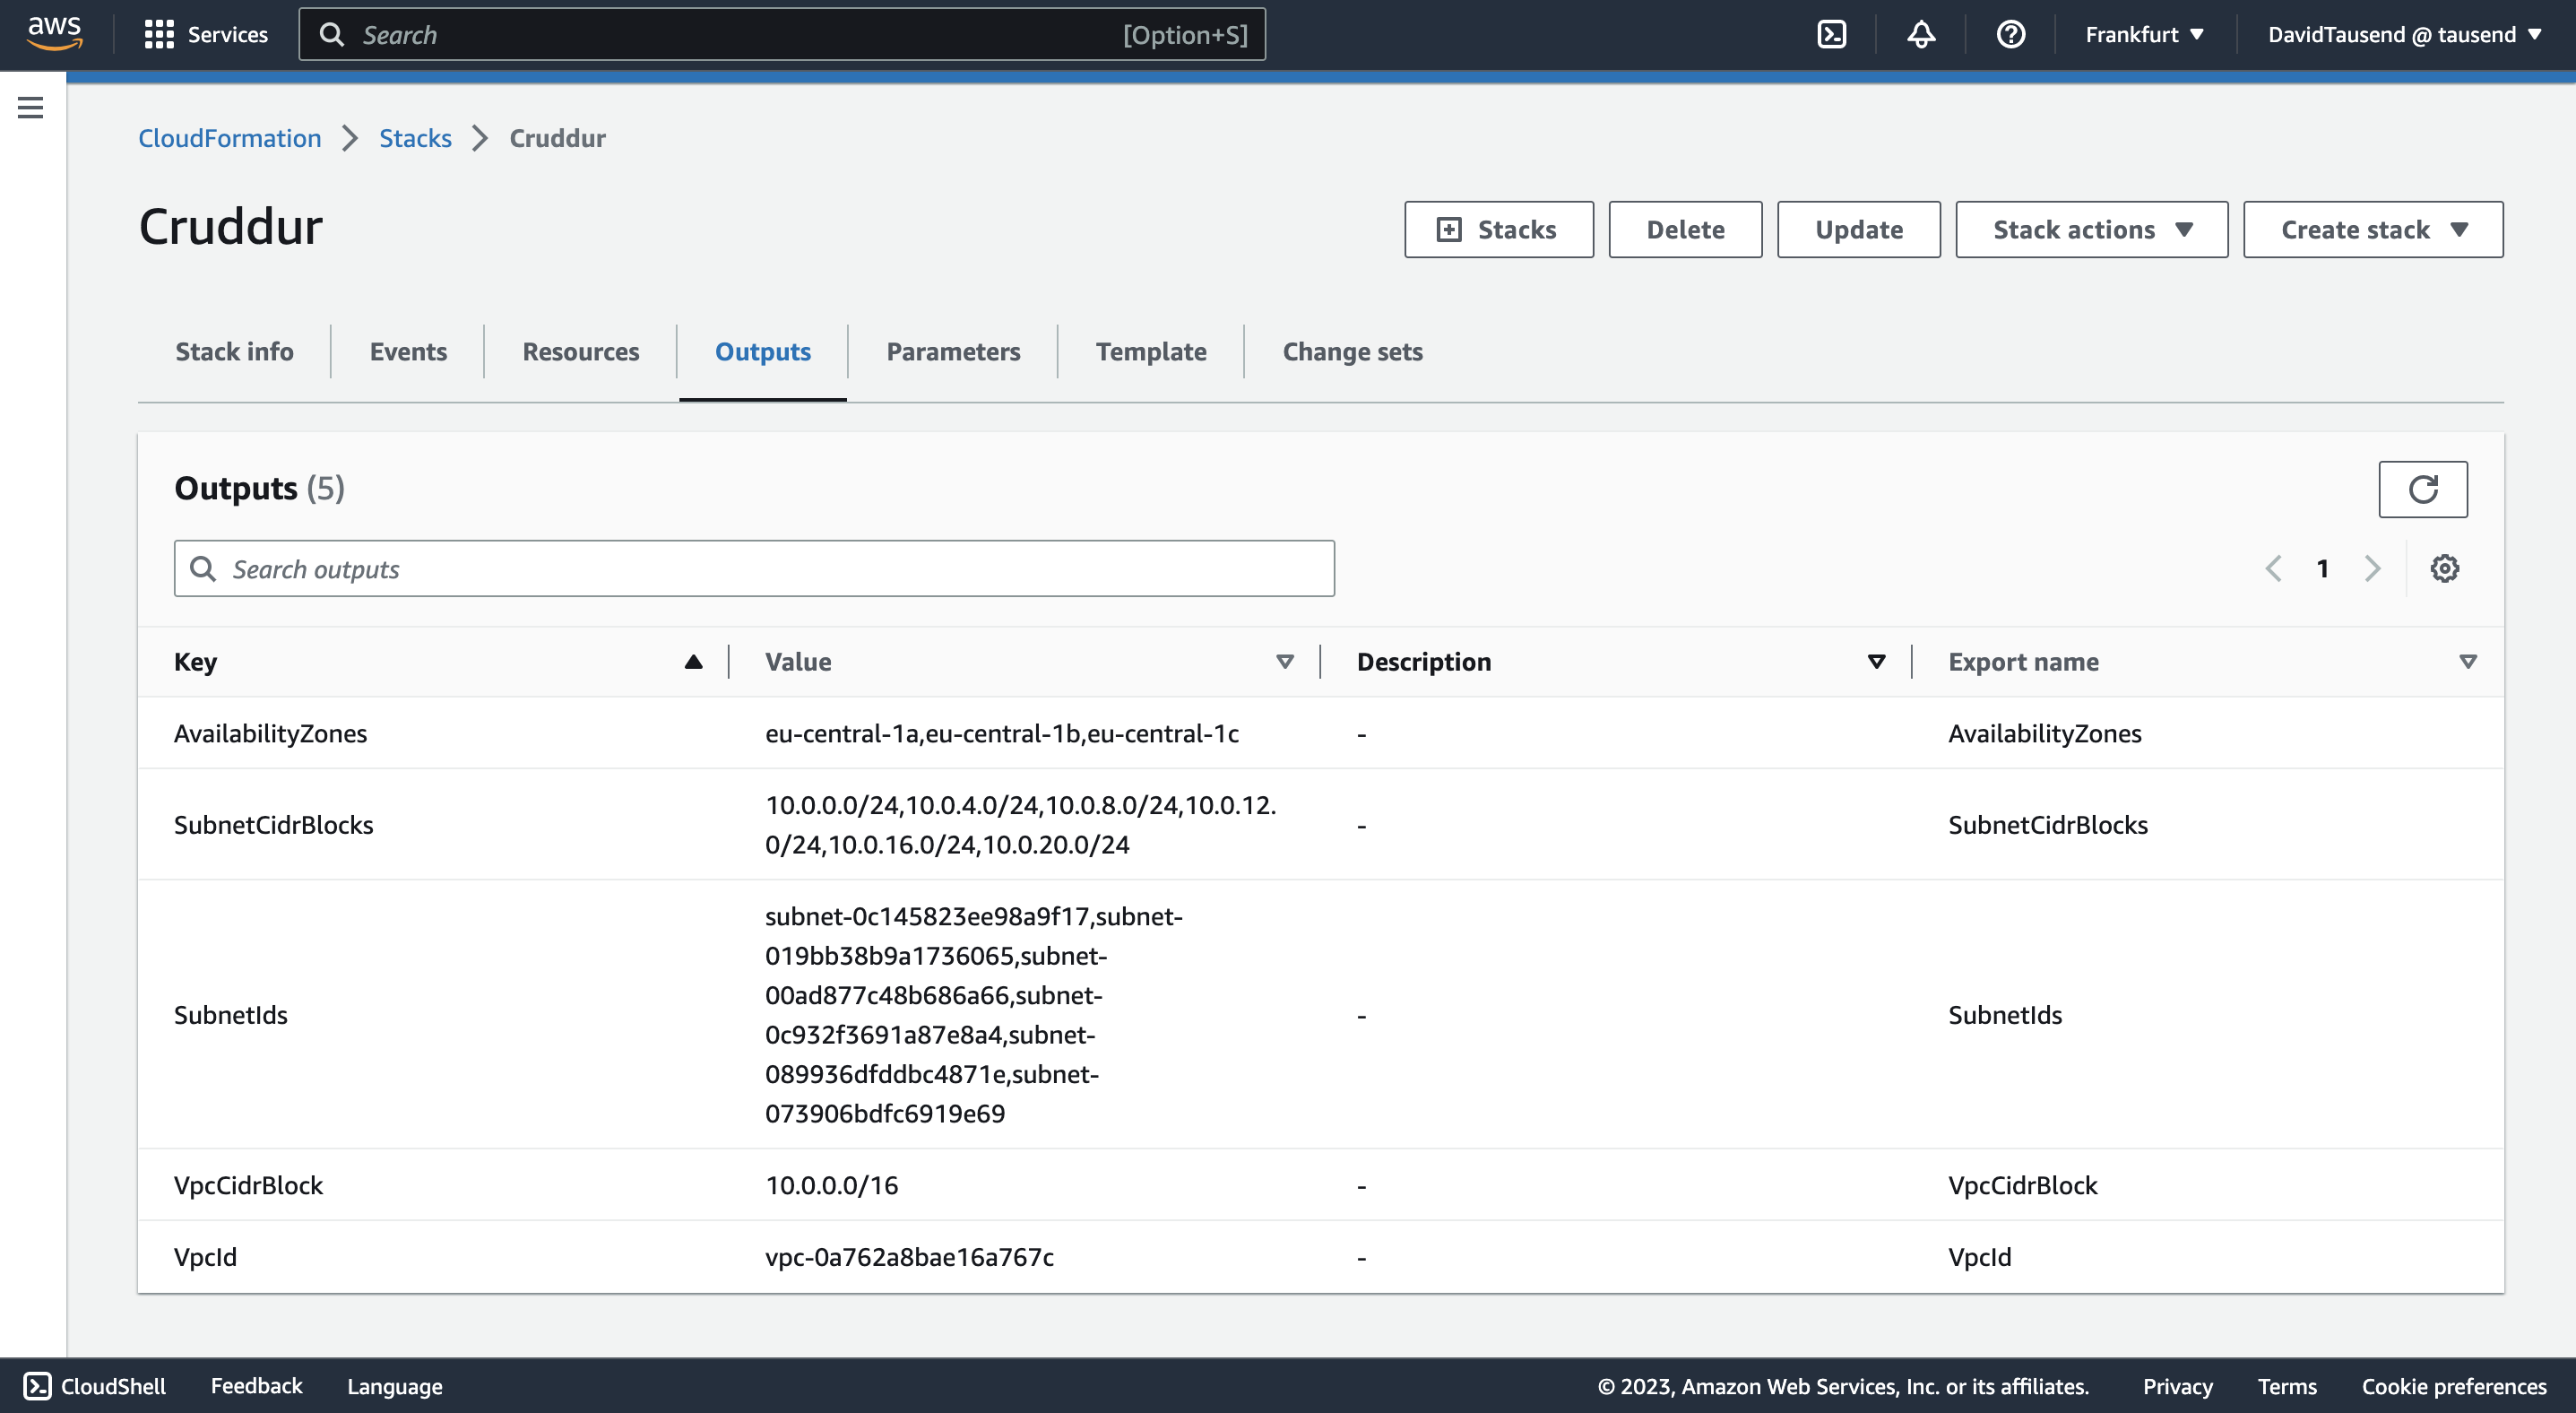 aws Services Search [Option+S] Frankfurt DavidTausend @ tausend
CloudFormation Stacks Cruddur
Cruddur
Stacks Delete Update Stack actions Create stack
Stack info Events Resources Outputs Parameters Template Change sets
Outputs (5)
Search outputs 1
Key Value Description Export name
AvailabilityZones eu-central-1a,eu-central-1b,eu-central-1c - AvailabilityZones
SubnetCidrBlocks 10.0.0.0/24,10.0.4.0/24,10.0.8.0/24,10.0.12. - SubnetCidrBlocks
0/24,10.0.16.0/24,10.0.20.0/24
SubnetIds subnet-0c145823ee98a9f17,subnet- - SubnetIds
019bb38b9a1736065,subnet-
00ad877c48b686a66,subnet-
0c932f3691a87e8a4,subnet-
089936dfddbc4871e,subnet-
073906bdfc6919e69
VpcCidrBlock 10.0.0.0/16 - VpcCidrBlock
VpcId vpc-0a762a8bae16a767c - VpcId
CloudShell Feedback Language © 2023, Amazon Web Services, Inc. or its affiliates. Privacy Terms Cookie preferences